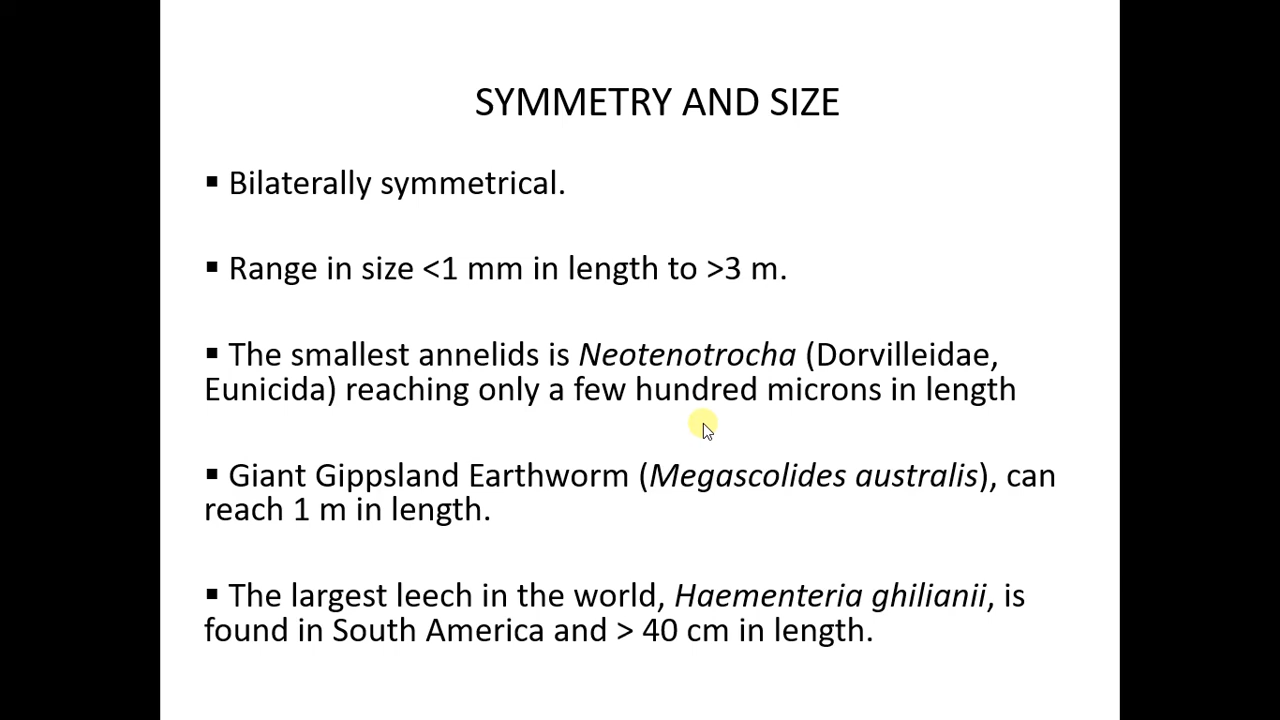 SYMMETRY AND SIZE
▪ Bilaterally symmetrical.
▪ Range in size <1 mm in length to >3 m.
▪ The smallest annelids is Neotenotrocha (Dorvilleidae,
Eunicida) reaching only a few hundred microns in length
▪ Giant Gippsland Earthworm (Megascolides australis), can
reach 1 m in length.
▪ The largest leech in the world, Haementeria ghilianii, is
found in South America and > 40 cm in length.